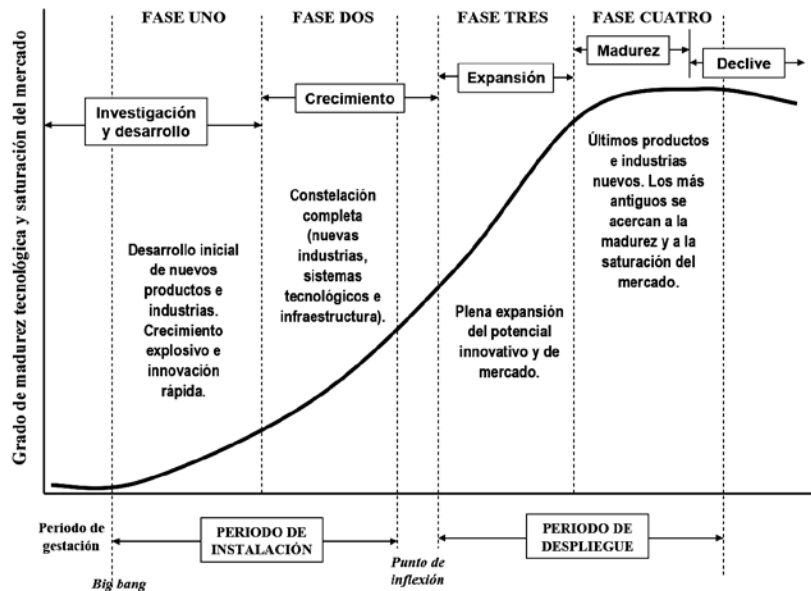 FASE UNO
FASE DOS
FASE TRES
FASE CUATRO
Madurez
Declive
Expansión
Crecimiento
Investigación
y desarrollo
Grado de madurez tecnológica y saturación del mercado
Desarrollo inicial
de nuevos
productos e
industrias.
Crecimiento
explosivo e
innovación
rápida.
Constelación
completa
(nuevas
industrias,
sistemas
tecnológicos e
infraestructura).
Plena expansión
del potencial
innovativo y de
mercado.
Últimos productos
e industrias
nuevos. Los más
antiguos se
acercan a la
madurez y a la
saturación del
mercado.
Periodo de
gestación
PERIODO DE
INSTALACIÓN
PERIODO DE
DESPLIEGUE
Big bang
Punto de
inflexión